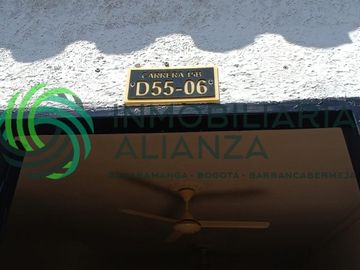 CARRERA 15B
D55-06
INMOBILIARIA
ALIANZA
BUCARAMANGA • BOGOTA • BARRANCABERMEJA